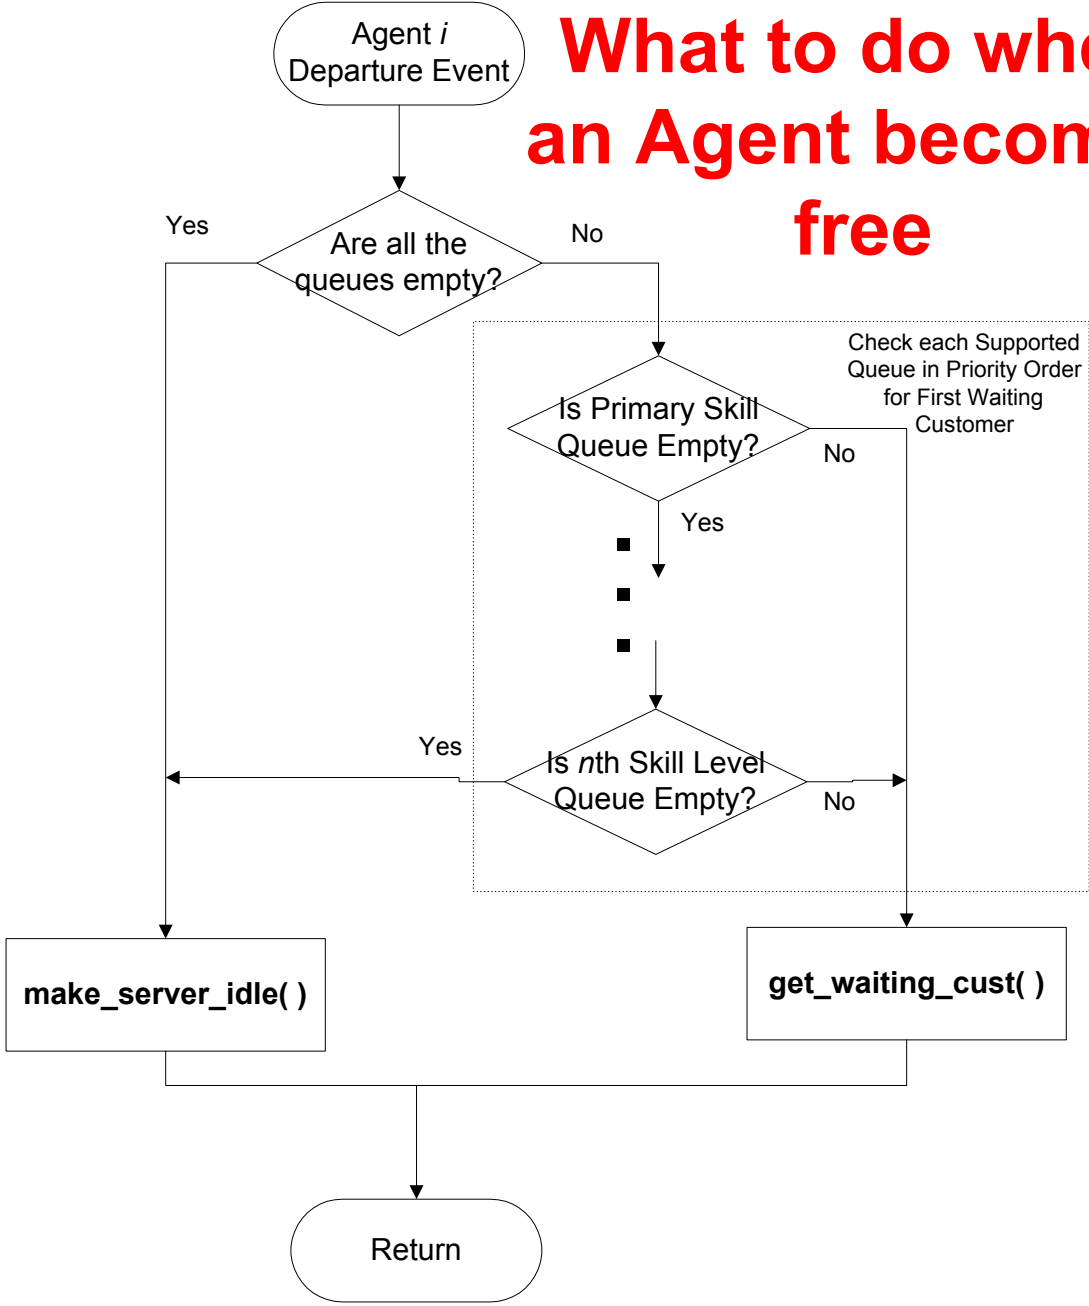 Agent i
Departure Event
What to do whe
an Agent becom
free
Yes
Are all the
queues empty?
No
Check each Supported
Queue in Priority Order
for First Waiting
Customer
Is Primary Skill
Queue Empty?
No
Yes
Yes
Is nth Skill Level
Queue Empty?
No
make_server_idle( )
get_waiting_cust( )
Return